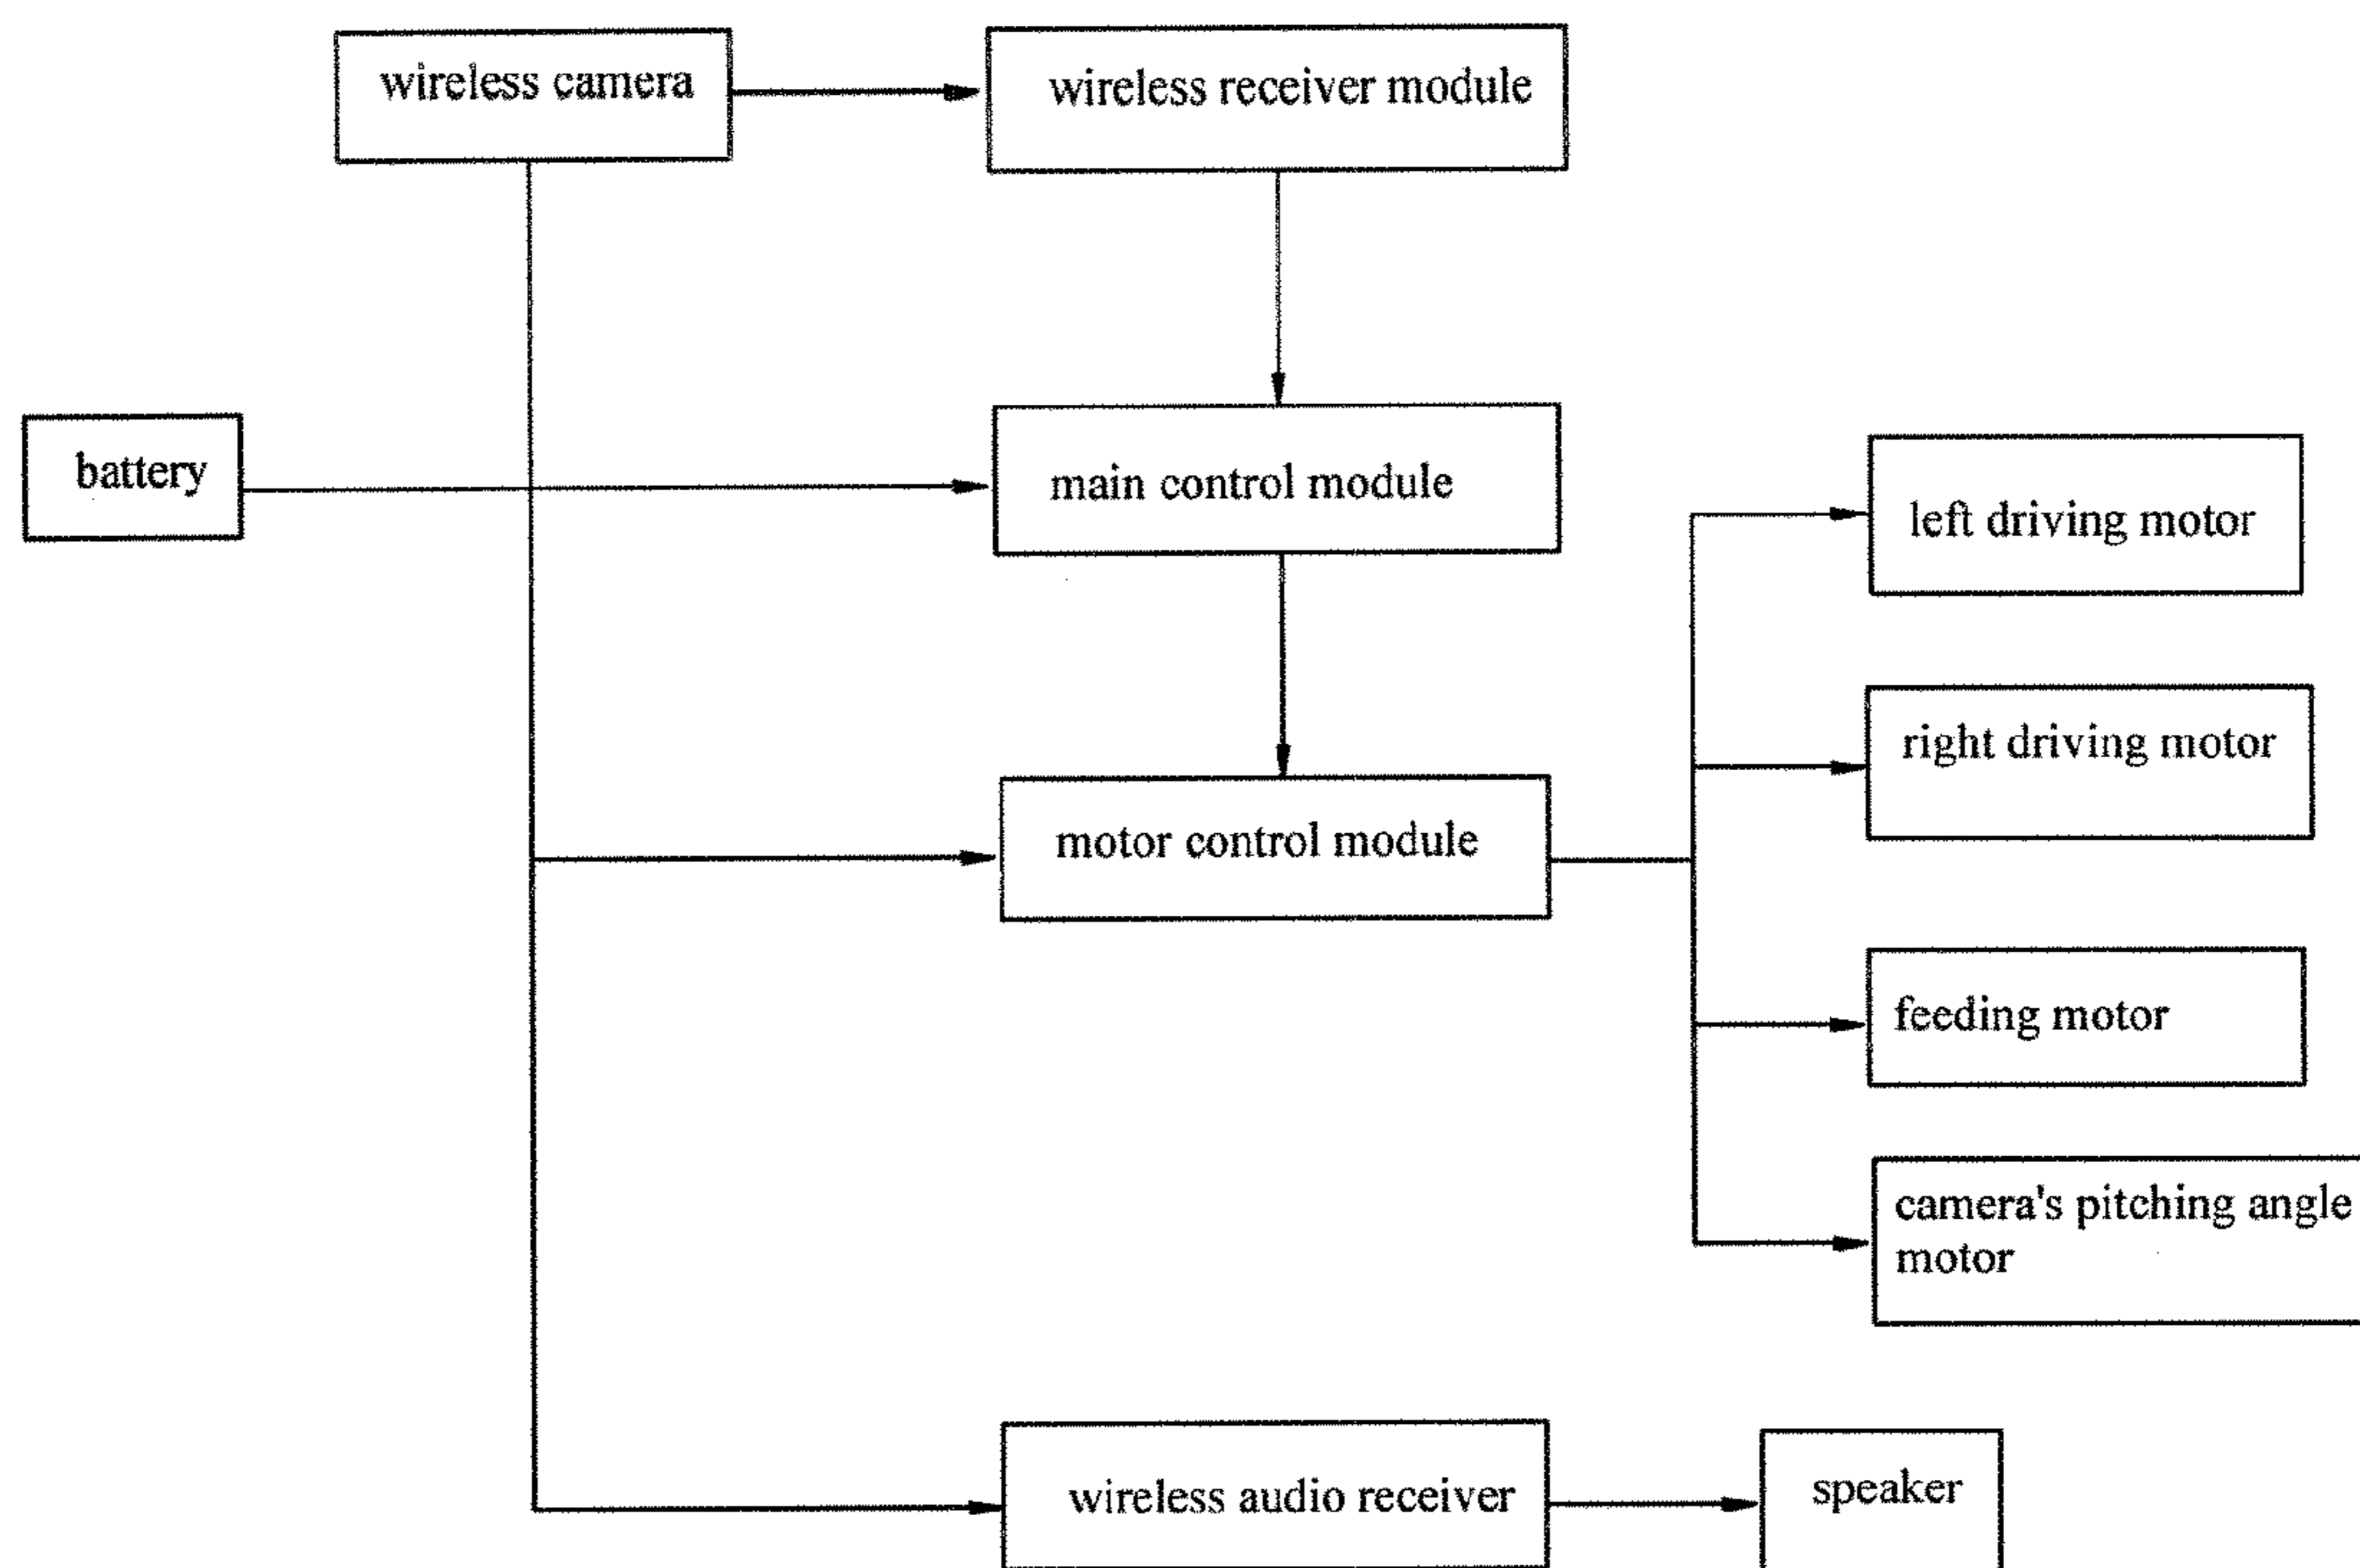 wireless camera
wireless receiver module
battery
main control module
left driving motor
right driving motor
motor control module
feeding motor
camera's pitching angle
motor
wireless audio receiver
speaker